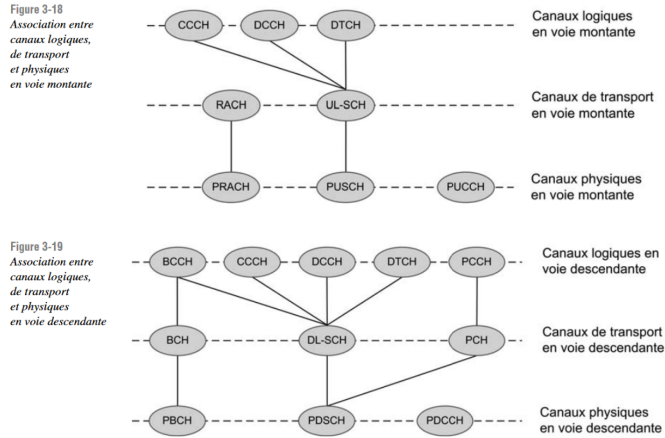 Figure 3-18
Association entre
canaux logiques,
de transport
et physiques
en voie montante
CCCH DCCH DTCH
Canaux logiques
en voie montante
RACH UL-SCH
Canaux de transport
en voie montante
PRACH PUSCH PUCCH
Canaux physiques
en voie montante
Figure 3-19
Association entre
canaux logiques,
de transport
et physiques
en voie descendante
BCCH CCCH DCCH DTCH PCCH
Canaux logiques en
voie descendante
BCH DL-SCH PCH
Canaux de transport
en voie descendante
PBCH PDSCH PDCCH
Canaux physiques
en voie descendante